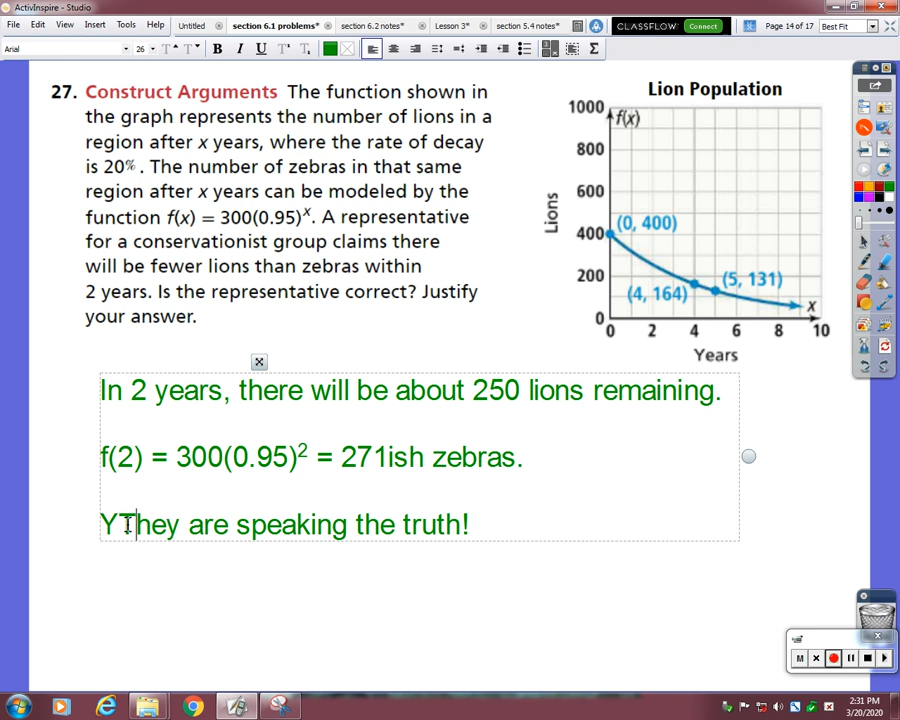 ActivInspire - Studio
File Edit View Insert Tools Help
Untitled
section 6.1 problems*
section 6.2 notes*
Lesson 3*
section 5.4 notes*
CLASSFLOW
Connect
Page 14 of 17
Best Fit
Arial
26
B I U
27. Construct Arguments The function shown in
the graph represents the number of lions in a
region after x years, where the rate of decay
is 20%. The number of zebras in that same
region after x years can be modeled by the
function f(x) = 300(0.95)ˣ. A representative
for a conservationist group claims there
will be fewer lions than zebras within
2 years. Is the representative correct? Justify
your answer.
Lion Population
1000
800
600
400
200
0
f(x)
Lions
(0, 400)
(4, 164)
(5, 131)
x
0 2 4 6 8 10
Years
In 2 years, there will be about 250 lions remaining.
f(2) = 300(0.95)² = 271ish zebras.
YThey are speaking the truth!
M
2:31 PM
3/20/2020